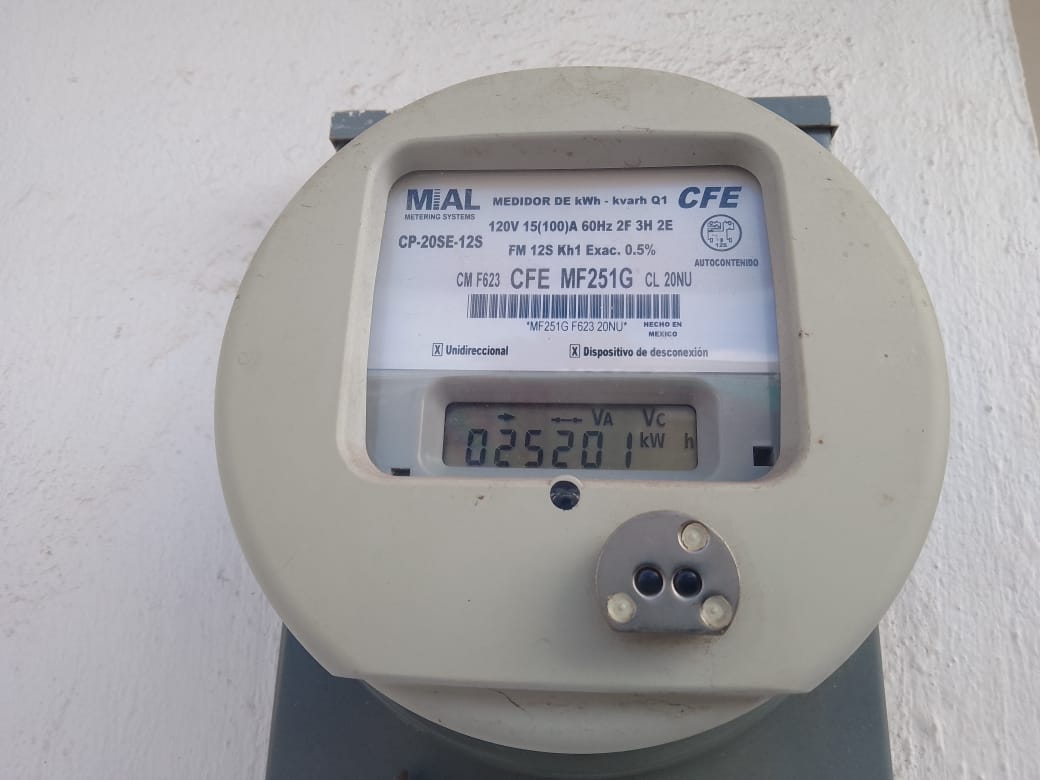 MIAL MEDIDOR DE kWh - kvarh Q1 CFE
METERING SYSTEMS
120V 15(100)A 60Hz 2F 3H 2E
CP-20SE-12S
FM 12S Kh1 Exac. 0.5%
12S
AUTOCONTENIDO
CM F623 CFE MF251G CL 20NU
*MF251G F623 20NU*
HECHO EN
MEXICO
X Unidireccional X Dispositivo de desconexión
VA VC
025201 kW h